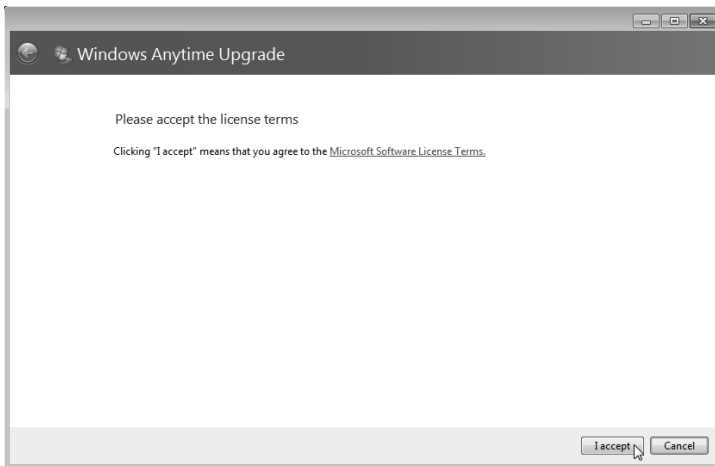 Windows Anytime Upgrade
Please accept the license terms
Clicking "I accept" means that you agree to the Microsoft Software License Terms.
I accept Cancel